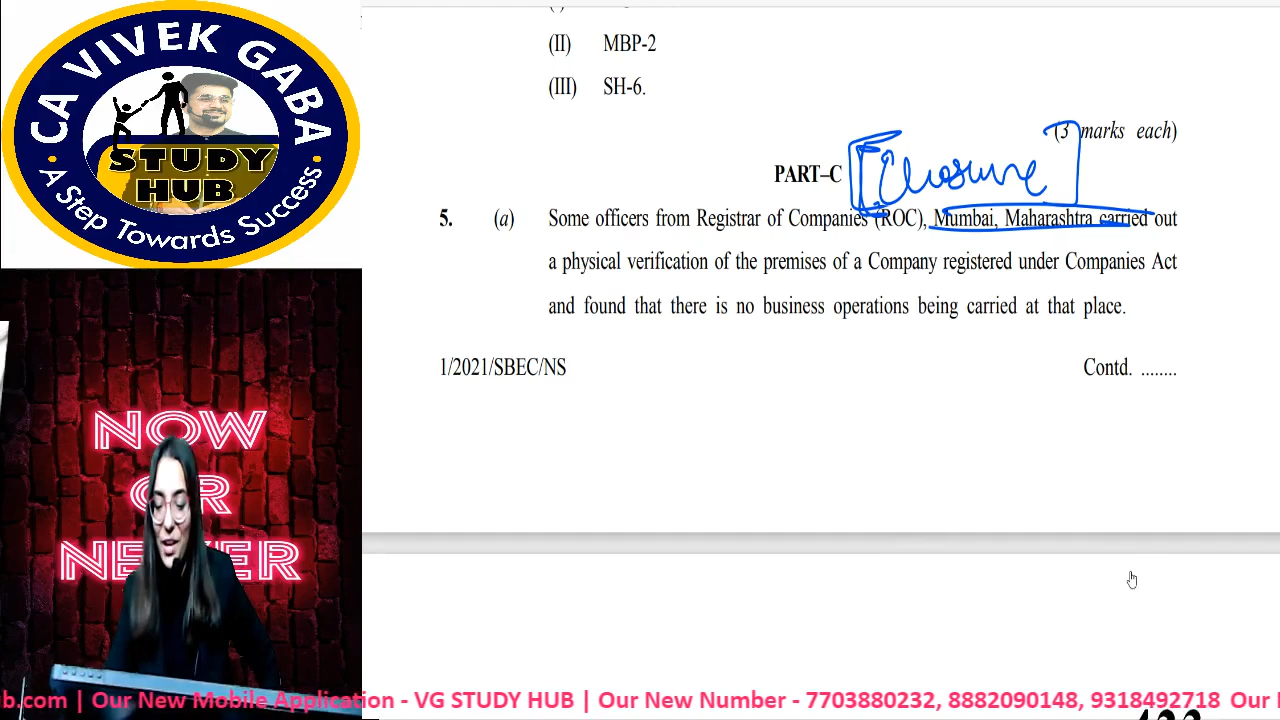 CA VIVEK GABA
STUDY
HUB
A Step Towards Success
(II) MBP-2
(III) SH-6.
(3 marks each)
PART–C [Closure]
5. (a) Some officers from Registrar of Companies (ROC), Mumbai, Maharashtra carried out
a physical verification of the premises of a Company registered under Companies Act
and found that there is no business operations being carried at that place.
1/2021/SBEC/NS Contd. ........
NOW
OR
NEVER
b.com | Our New Mobile Application - VG STUDY HUB | Our New Number - 7703880232, 8882090148, 9318492718 Our